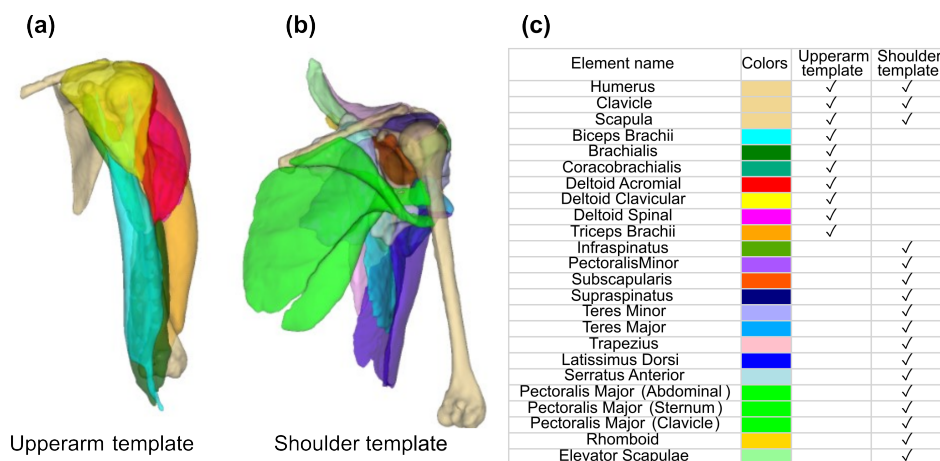 (a)
(b)
(c)
Upperarm template
Shoulder template
Element name Colors Upperarm template Shoulder template
Humerus ✓ ✓
Clavicle ✓ ✓
Scapula ✓ ✓
Biceps Brachii ✓
Brachialis ✓
Coracobrachialis ✓
Deltoid Acromial ✓
Deltoid Clavicular ✓
Deltoid Spinal ✓
Triceps Brachii ✓
Infraspinatus ✓
PectoralisMinor ✓
Subscapularis ✓
Supraspinatus ✓
Teres Minor ✓
Teres Major ✓
Trapezius ✓
Latissimus Dorsi ✓
Serratus Anterior ✓
Pectoralis Major (Abdominal) ✓
Pectoralis Major (Sternum) ✓
Pectoralis Major (Clavicle) ✓
Rhomboid ✓
Elevator Scapulae ✓